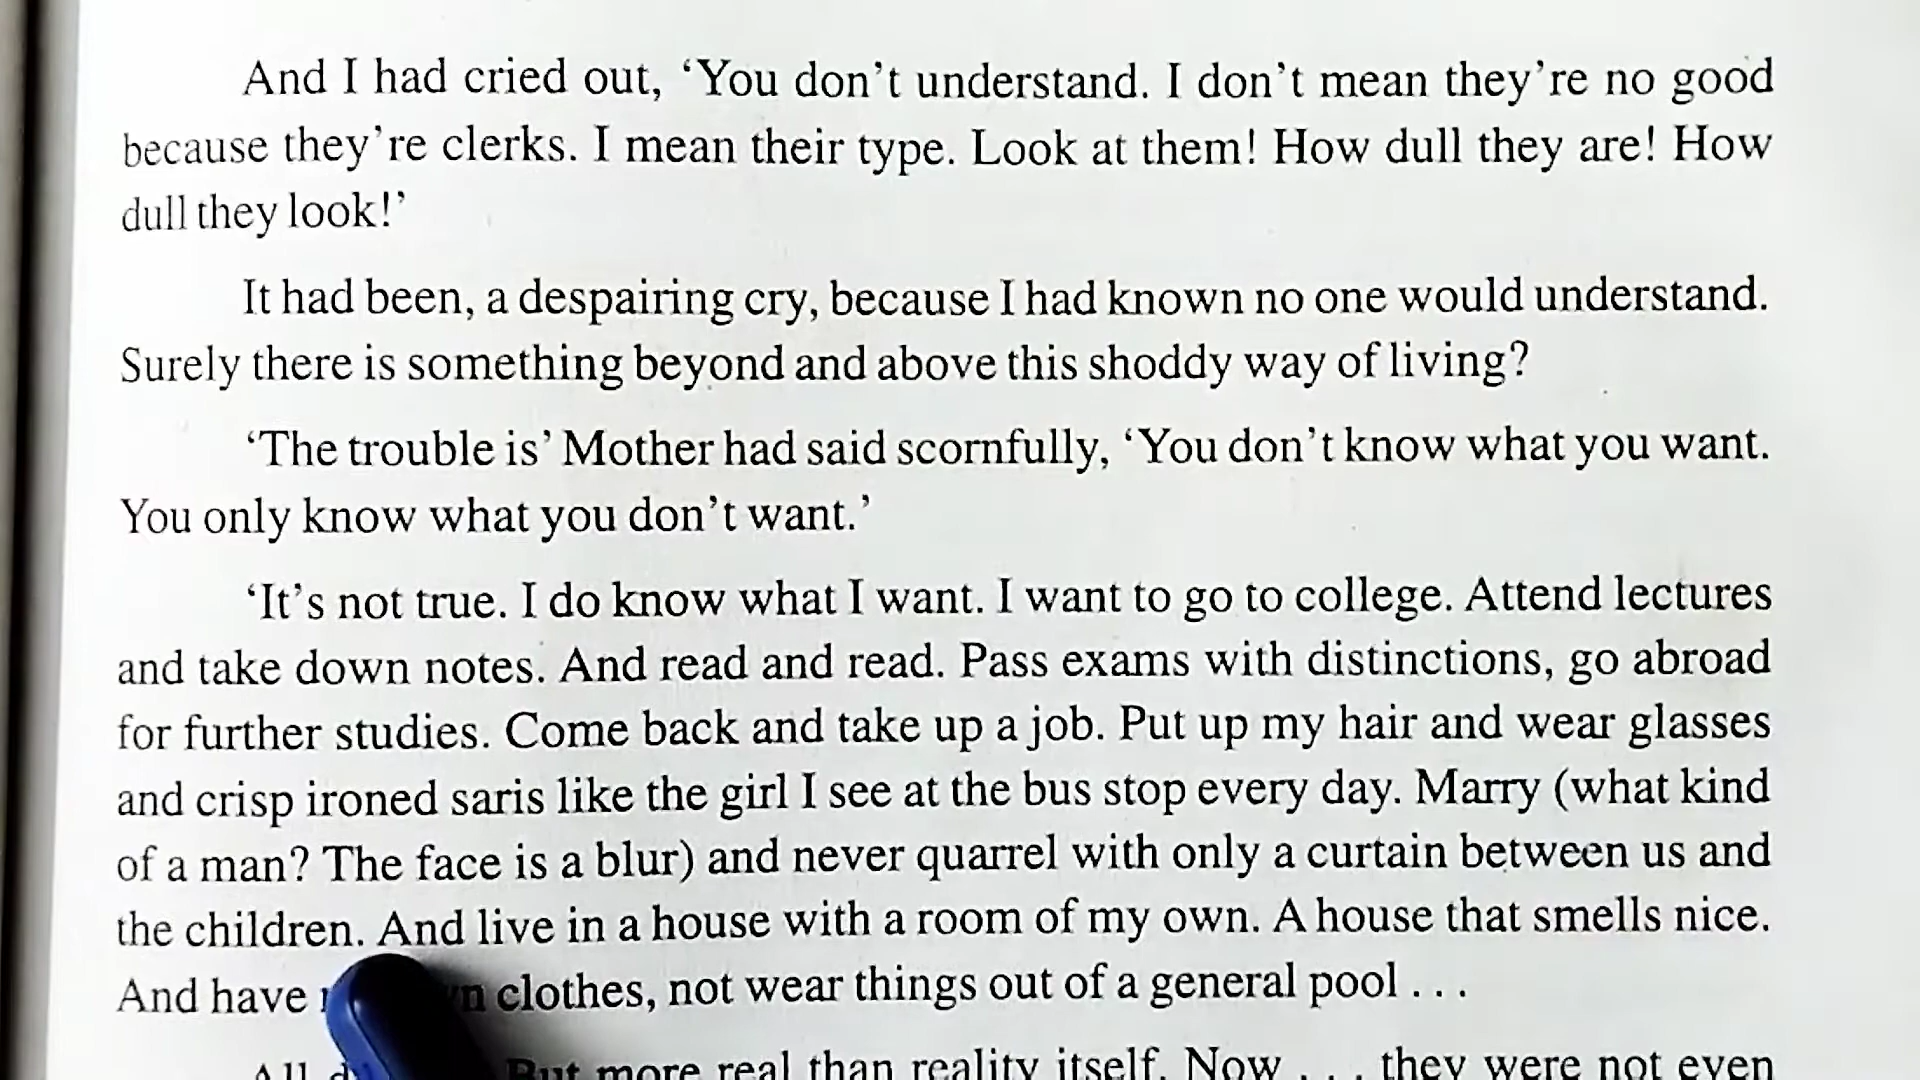 And I had cried out, ‘You don’t understand. I don’t mean they’re no good
because they’re clerks. I mean their type. Look at them! How dull they are! How
dull they look!’
It had been, a despairing cry, because I had known no one would understand.
Surely there is something beyond and above this shoddy way of living?
‘The trouble is’ Mother had said scornfully, ‘You don’t know what you want.
You only know what you don’t want.’
‘It’s not true. I do know what I want. I want to go to college. Attend lectures
and take down notes. And read and read. Pass exams with distinctions, go abroad
for further studies. Come back and take up a job. Put up my hair and wear glasses
and crisp ironed saris like the girl I see at the bus stop every day. Marry (what kind
of a man? The face is a blur) and never quarrel with only a curtain between us and
the children. And live in a house with a room of my own. A house that smells nice.
And have clothes, not wear things out of a general pool . . .
All But more real than reality itself. Now . . . they were not even